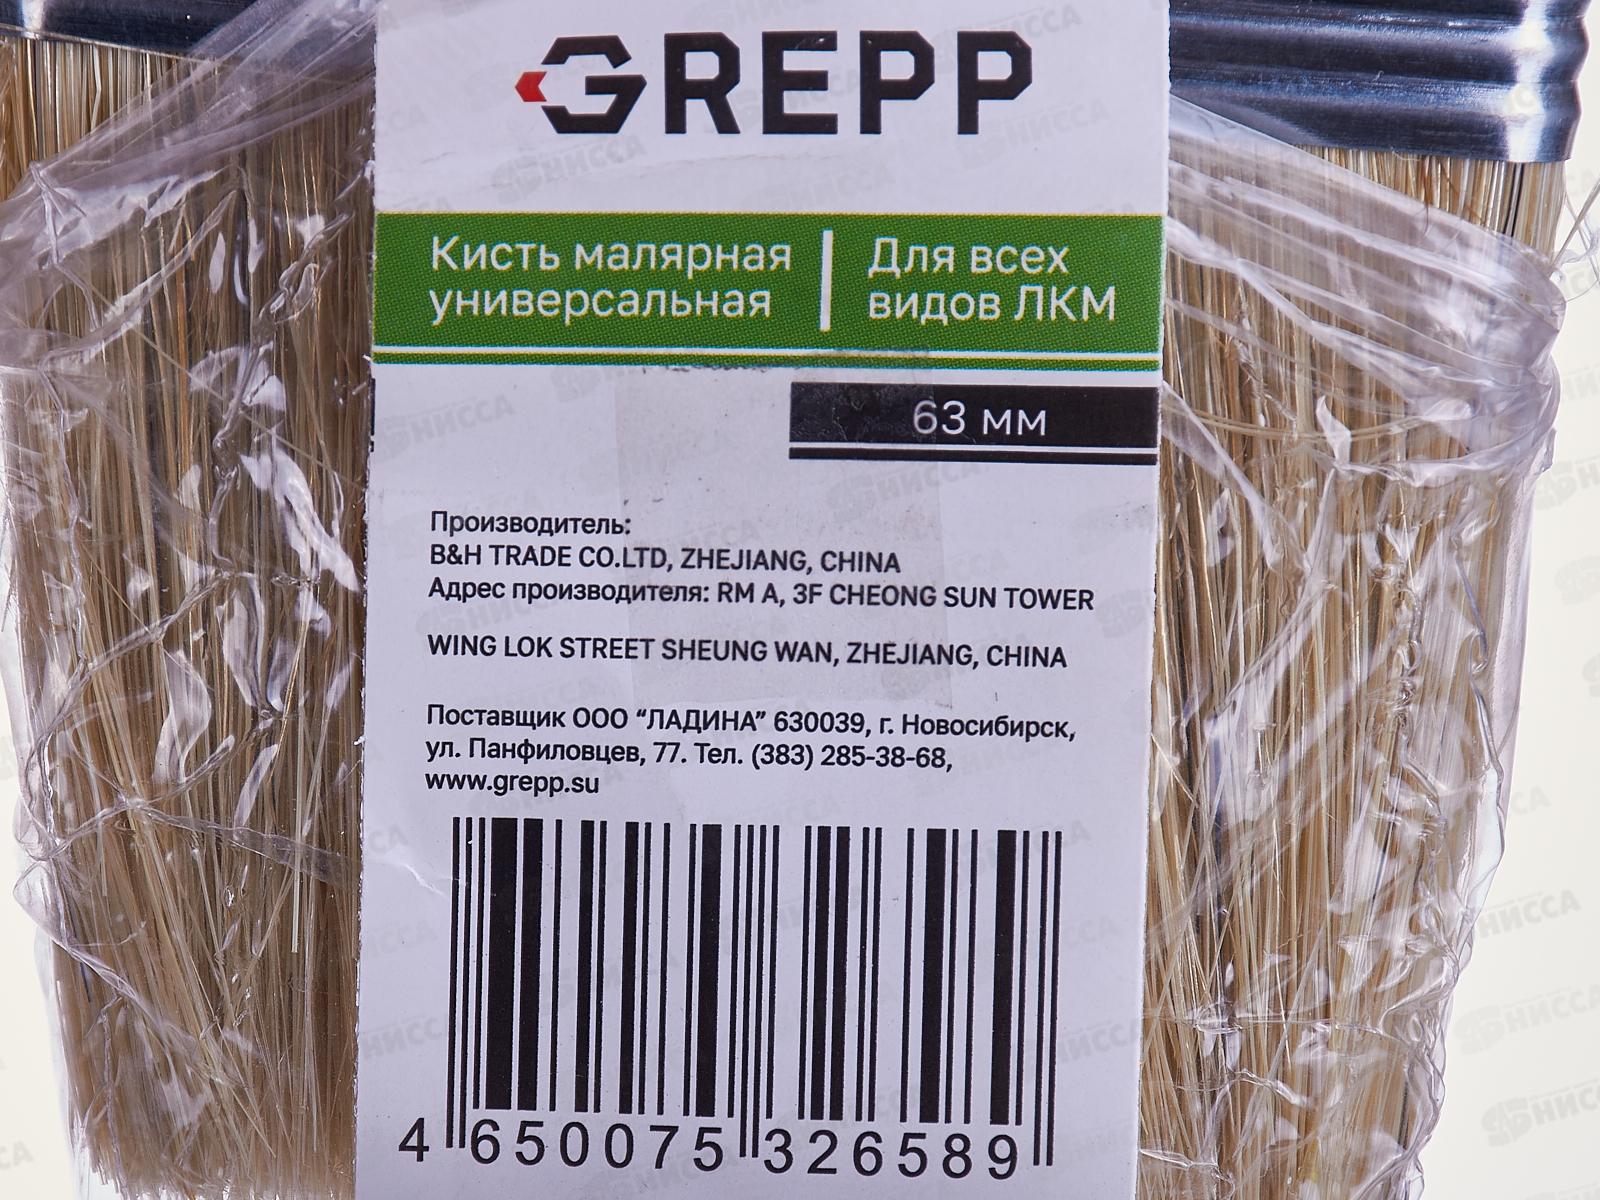 GREPP
Кисть малярная
универсальная
Для всех
видов ЛКМ
63 мм
Производитель:
B&H TRADE CO.LTD, ZHEJIANG, CHINA
Адрес производителя: RM A, 3F CHEONG SUN TOWER
WING LOK STREET SHEUNG WAN, ZHEJIANG, CHINA
Поставщик ООО “ЛАДИНА” 630039, г. Новосибирск,
ул. Панфиловцев, 77. Тел. (383) 285-38-68,
www.grepp.su
4 650075 326589
НИССА